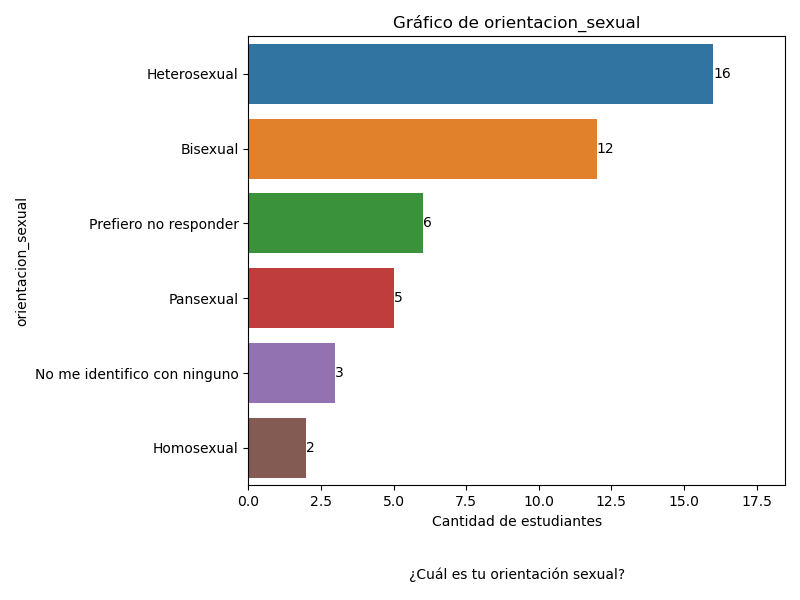 Gráfico de orientacion_sexual
orientacion_sexual
Heterosexual
16
Bisexual
12
Prefiero no responder
6
Pansexual
5
No me identifico con ninguno
3
Homosexual
2
0.0 2.5 5.0 7.5 10.0 12.5 15.0 17.5
Cantidad de estudiantes
¿Cuál es tu orientación sexual?